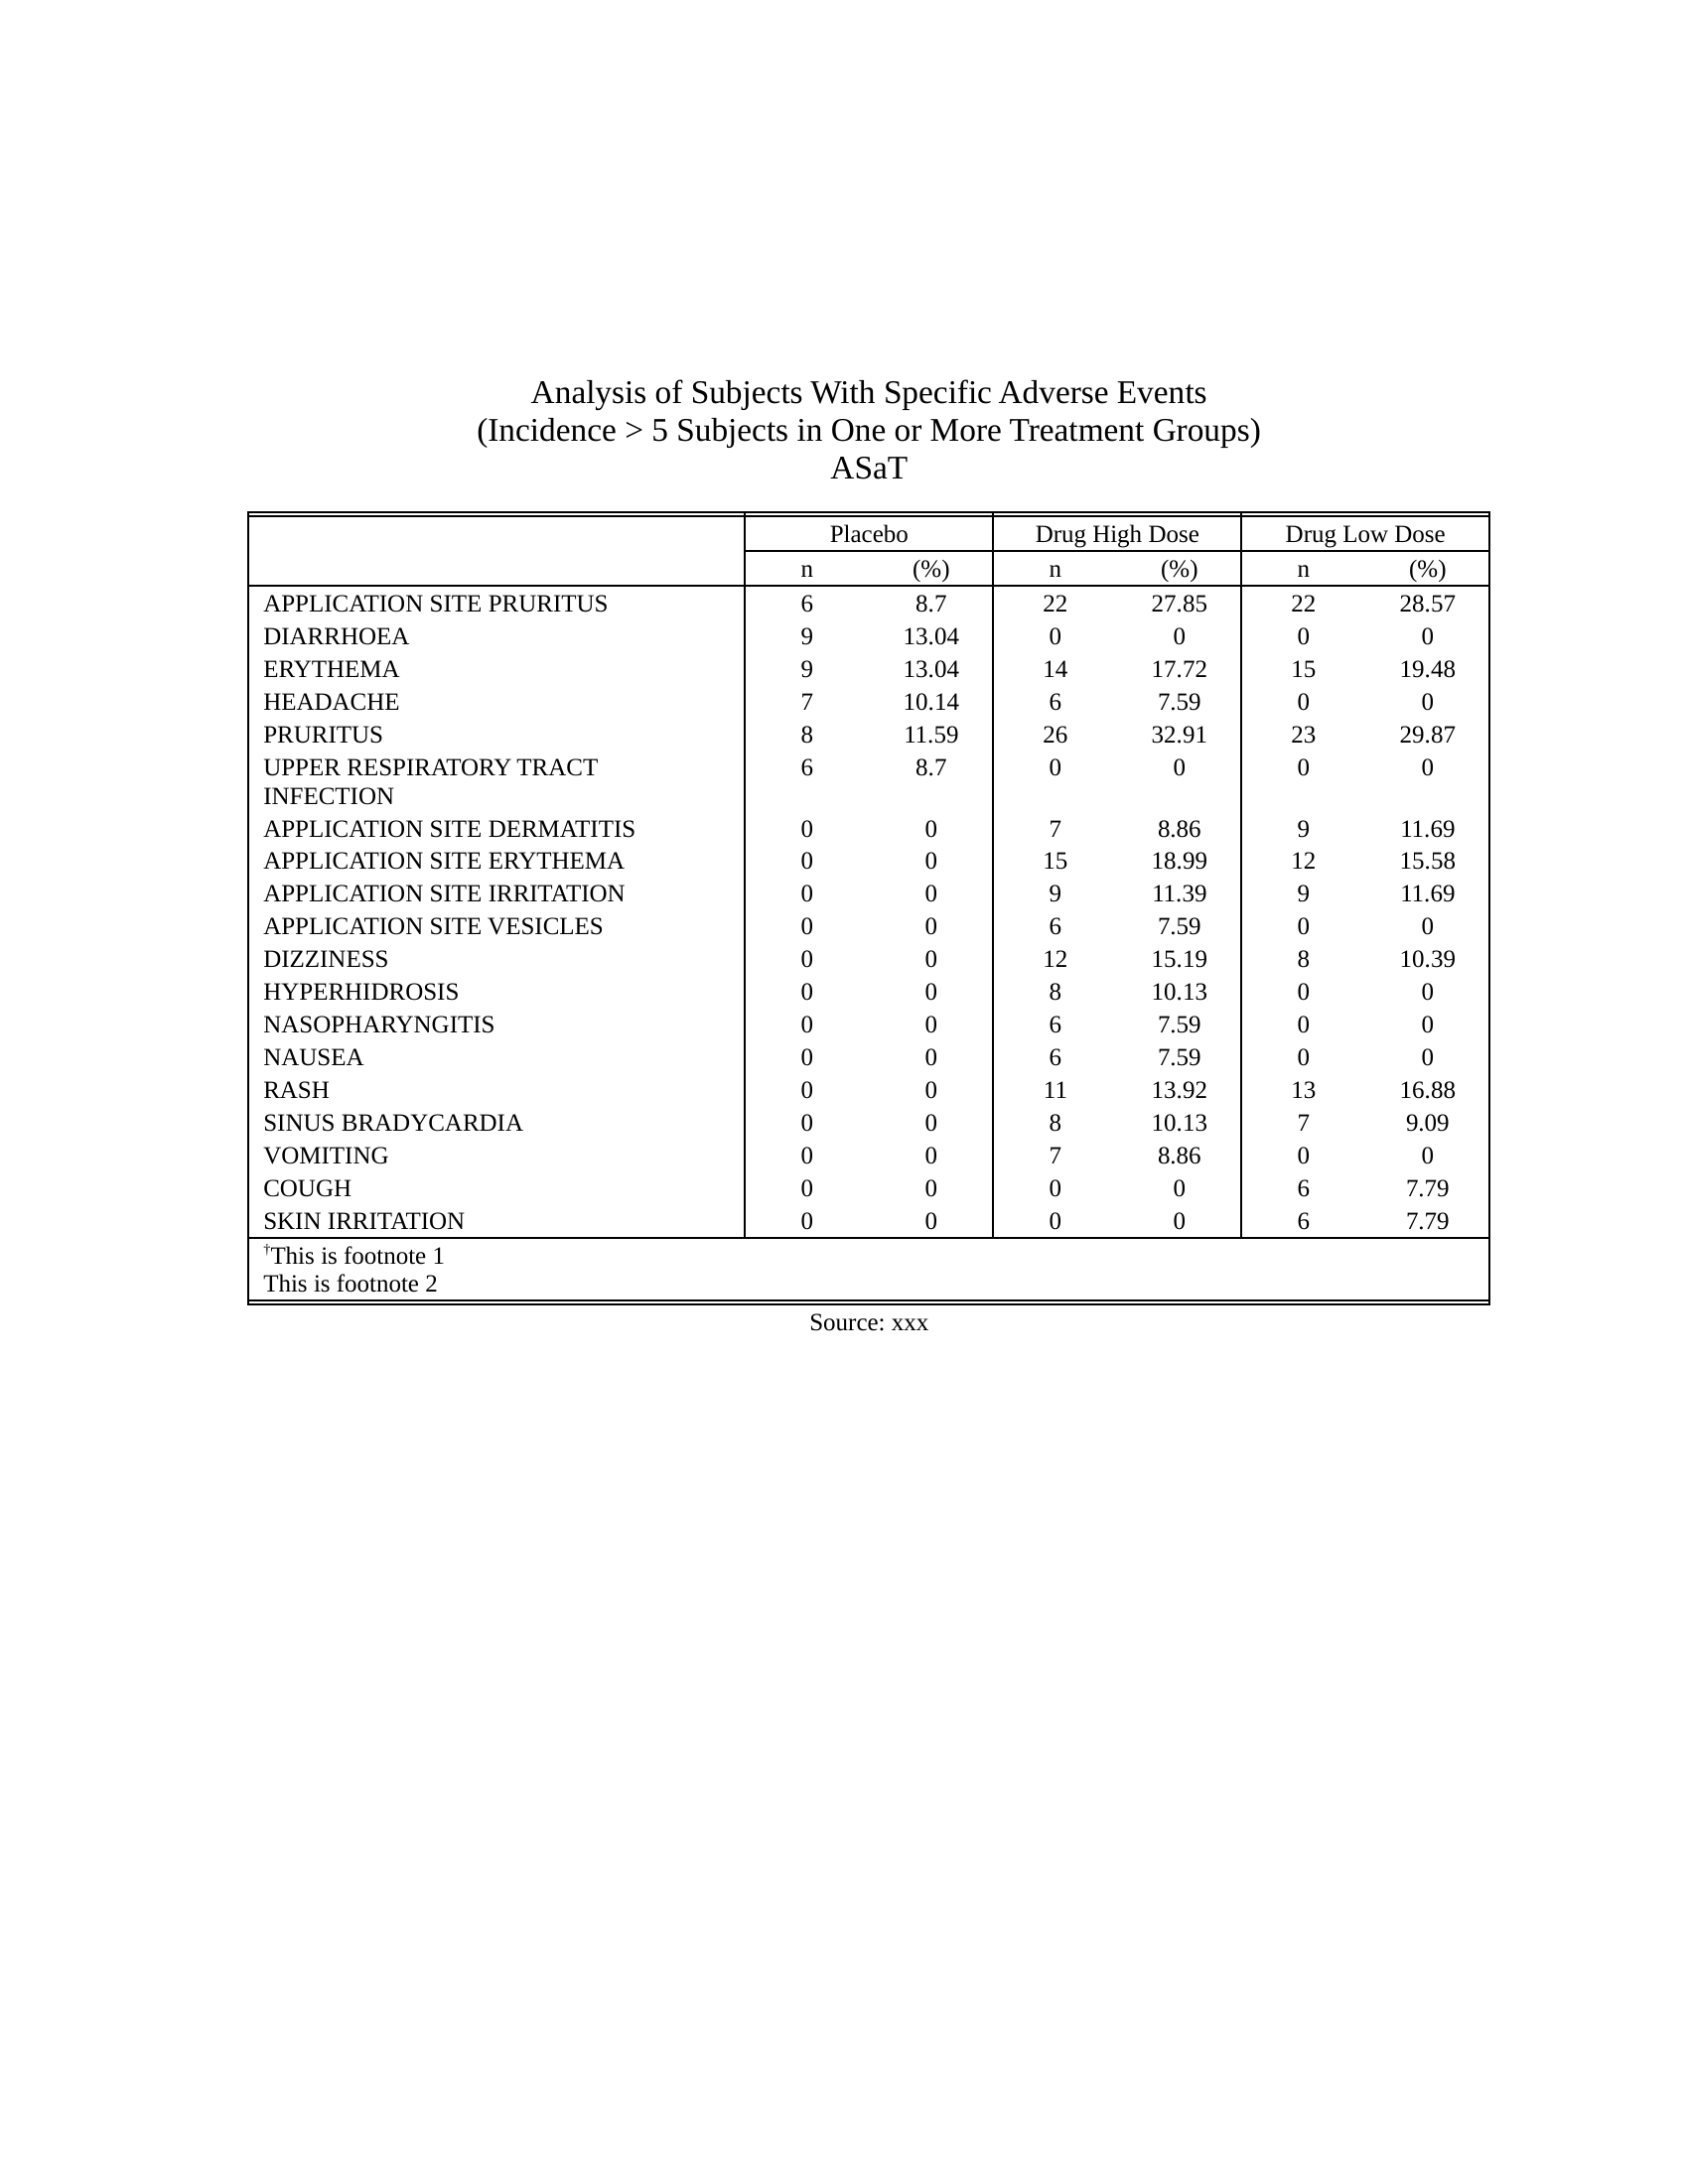 Analysis of Subjects With Specific Adverse Events
(Incidence > 5 Subjects in One or More Treatment Groups)
ASaT
Placebo Drug High Dose Drug Low Dose
n (%) n (%) n (%)
APPLICATION SITE PRURITUS 6 8.7 22 27.85 22 28.57
DIARRHOEA 9 13.04 0 0 0 0
ERYTHEMA 9 13.04 14 17.72 15 19.48
HEADACHE 7 10.14 6 7.59 0 0
PRURITUS 8 11.59 26 32.91 23 29.87
UPPER RESPIRATORY TRACT 6 8.7 0 0 0 0
INFECTION
APPLICATION SITE DERMATITIS 0 0 7 8.86 9 11.69
APPLICATION SITE ERYTHEMA 0 0 15 18.99 12 15.58
APPLICATION SITE IRRITATION 0 0 9 11.39 9 11.69
APPLICATION SITE VESICLES 0 0 6 7.59 0 0
DIZZINESS 0 0 12 15.19 8 10.39
HYPERHIDROSIS 0 0 8 10.13 0 0
NASOPHARYNGITIS 0 0 6 7.59 0 0
NAUSEA 0 0 6 7.59 0 0
RASH 0 0 11 13.92 13 16.88
SINUS BRADYCARDIA 0 0 8 10.13 7 9.09
VOMITING 0 0 7 8.86 0 0
COUGH 0 0 0 0 6 7.79
SKIN IRRITATION 0 0 0 0 6 7.79
†This is footnote 1
This is footnote 2
Source: xxx